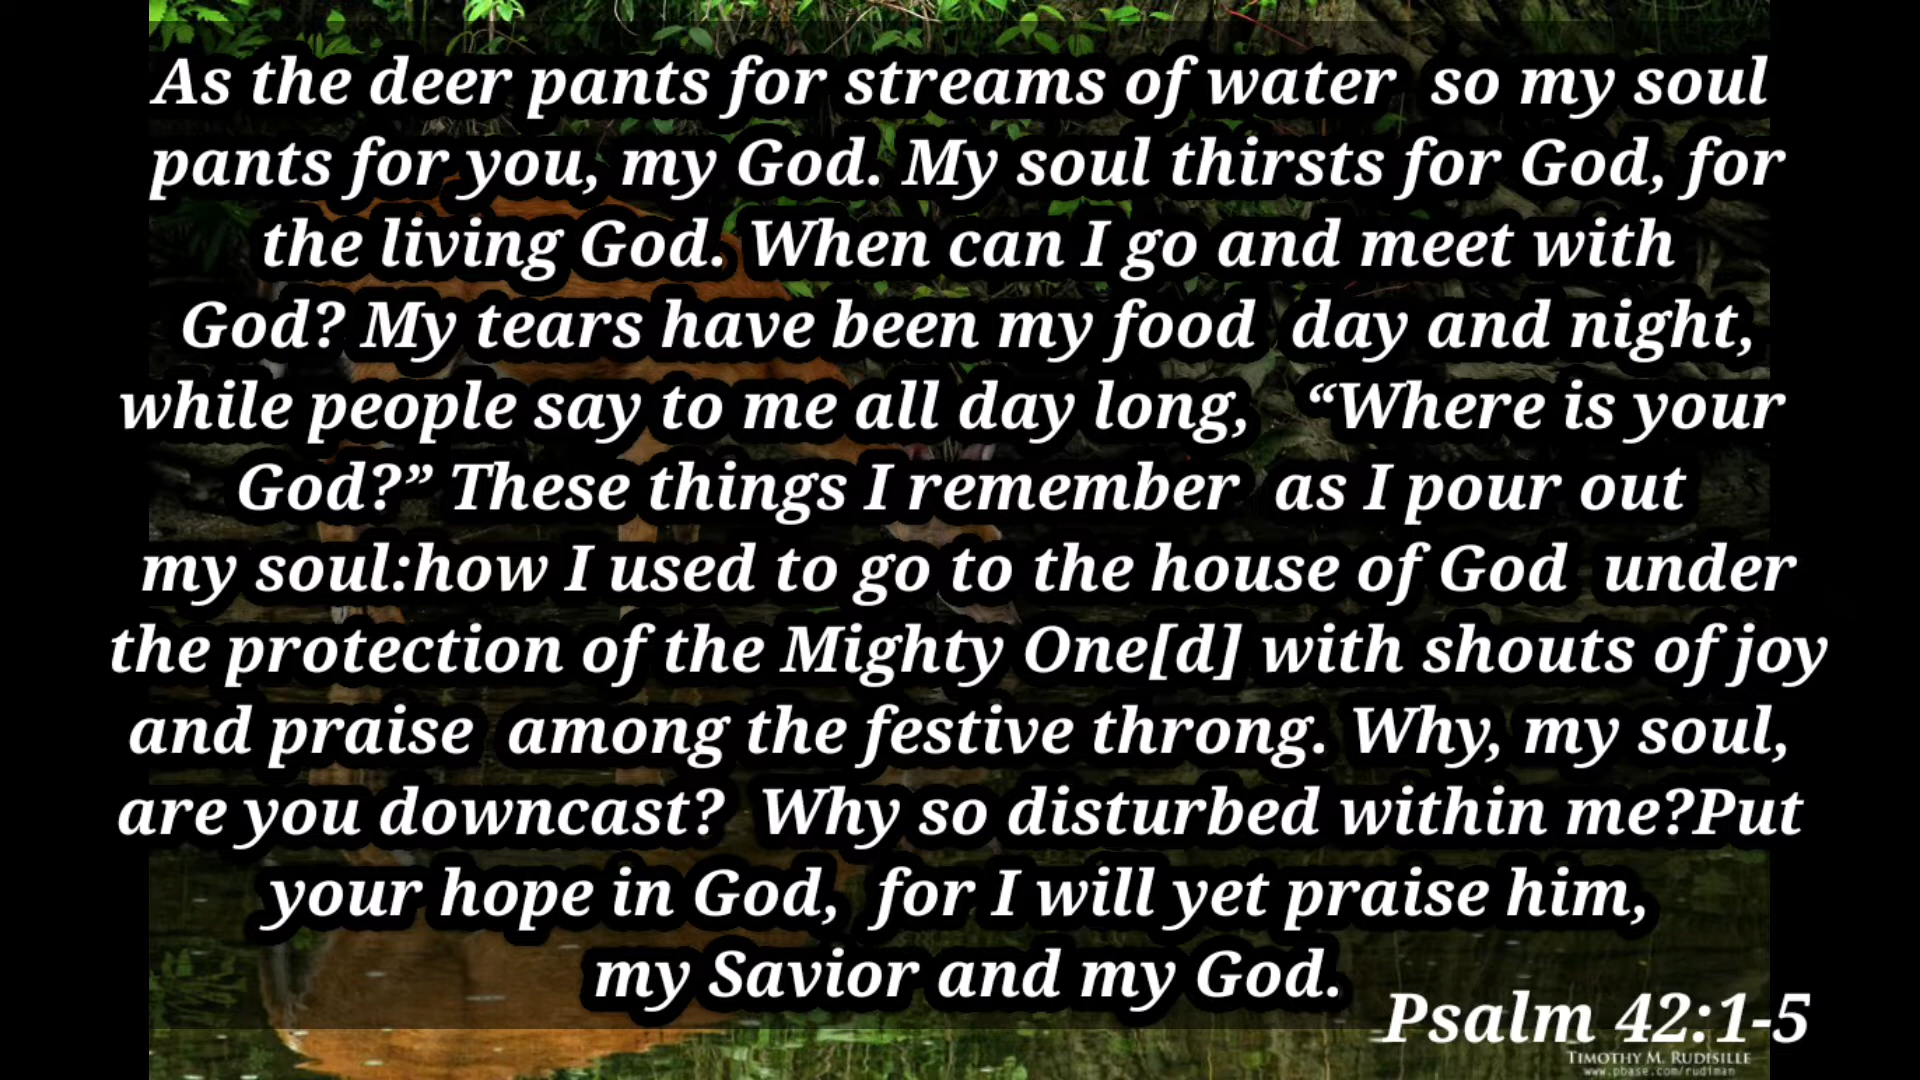 As the deer pants for streams of water so my soul
pants for you, my God. My soul thirsts for God, for
the living God. When can I go and meet with
God? My tears have been my food day and night,
while people say to me all day long, “Where is your
God?” These things I remember as I pour out
my soul:how I used to go to the house of God under
the protection of the Mighty One[d] with shouts of joy
and praise among the festive throng. Why, my soul,
are you downcast? Why so disturbed within me?Put
your hope in God, for I will yet praise him,
my Savior and my God.
Psalm 42:1-5
TIMOTHY M. RUDISILLE
www.pbase.com/rudiman